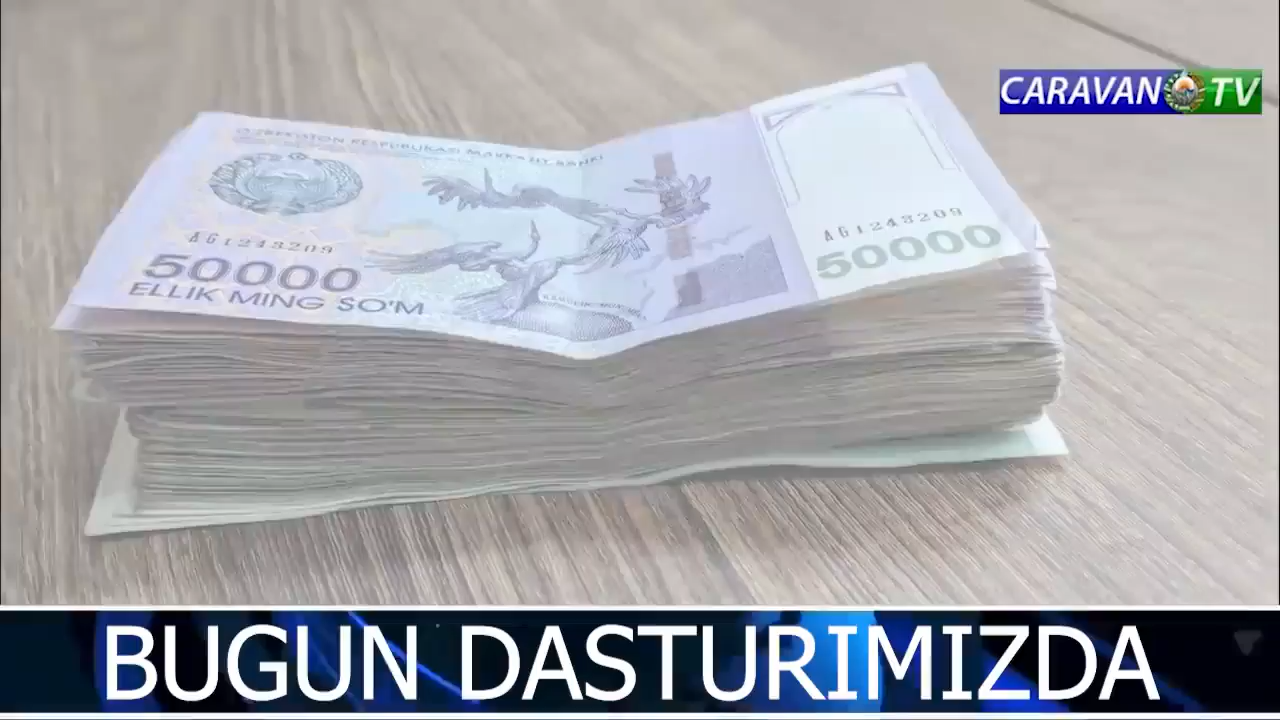 CARAVAN TV
O'ZBEKISTON RESPUBLIKASI MARKAZIY BANKI
AG1243209
50000
ELLIK MING SO'M
AG1243209
50000
BUGUN DASTURIMIZDA